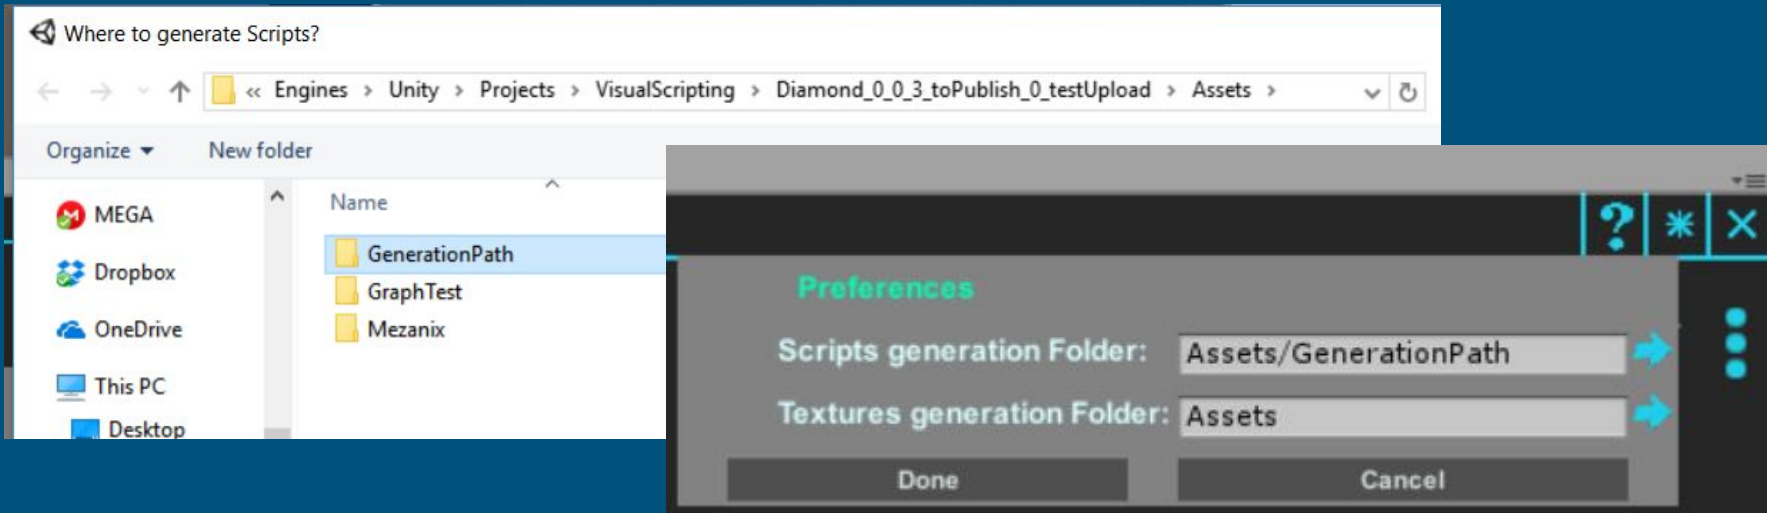 Where to generate Scripts?
« Engines > Unity > Projects > VisualScripting > Diamond_0_0_3_toPublish_0_testUpload > Assets >
Organize New folder
MEGA
Dropbox
OneDrive
This PC
Desktop
Name
GenerationPath
GraphTest
Mezanix
?
Preferences
Scripts generation Folder: Assets/GenerationPath
Textures generation Folder: Assets
Done Cancel